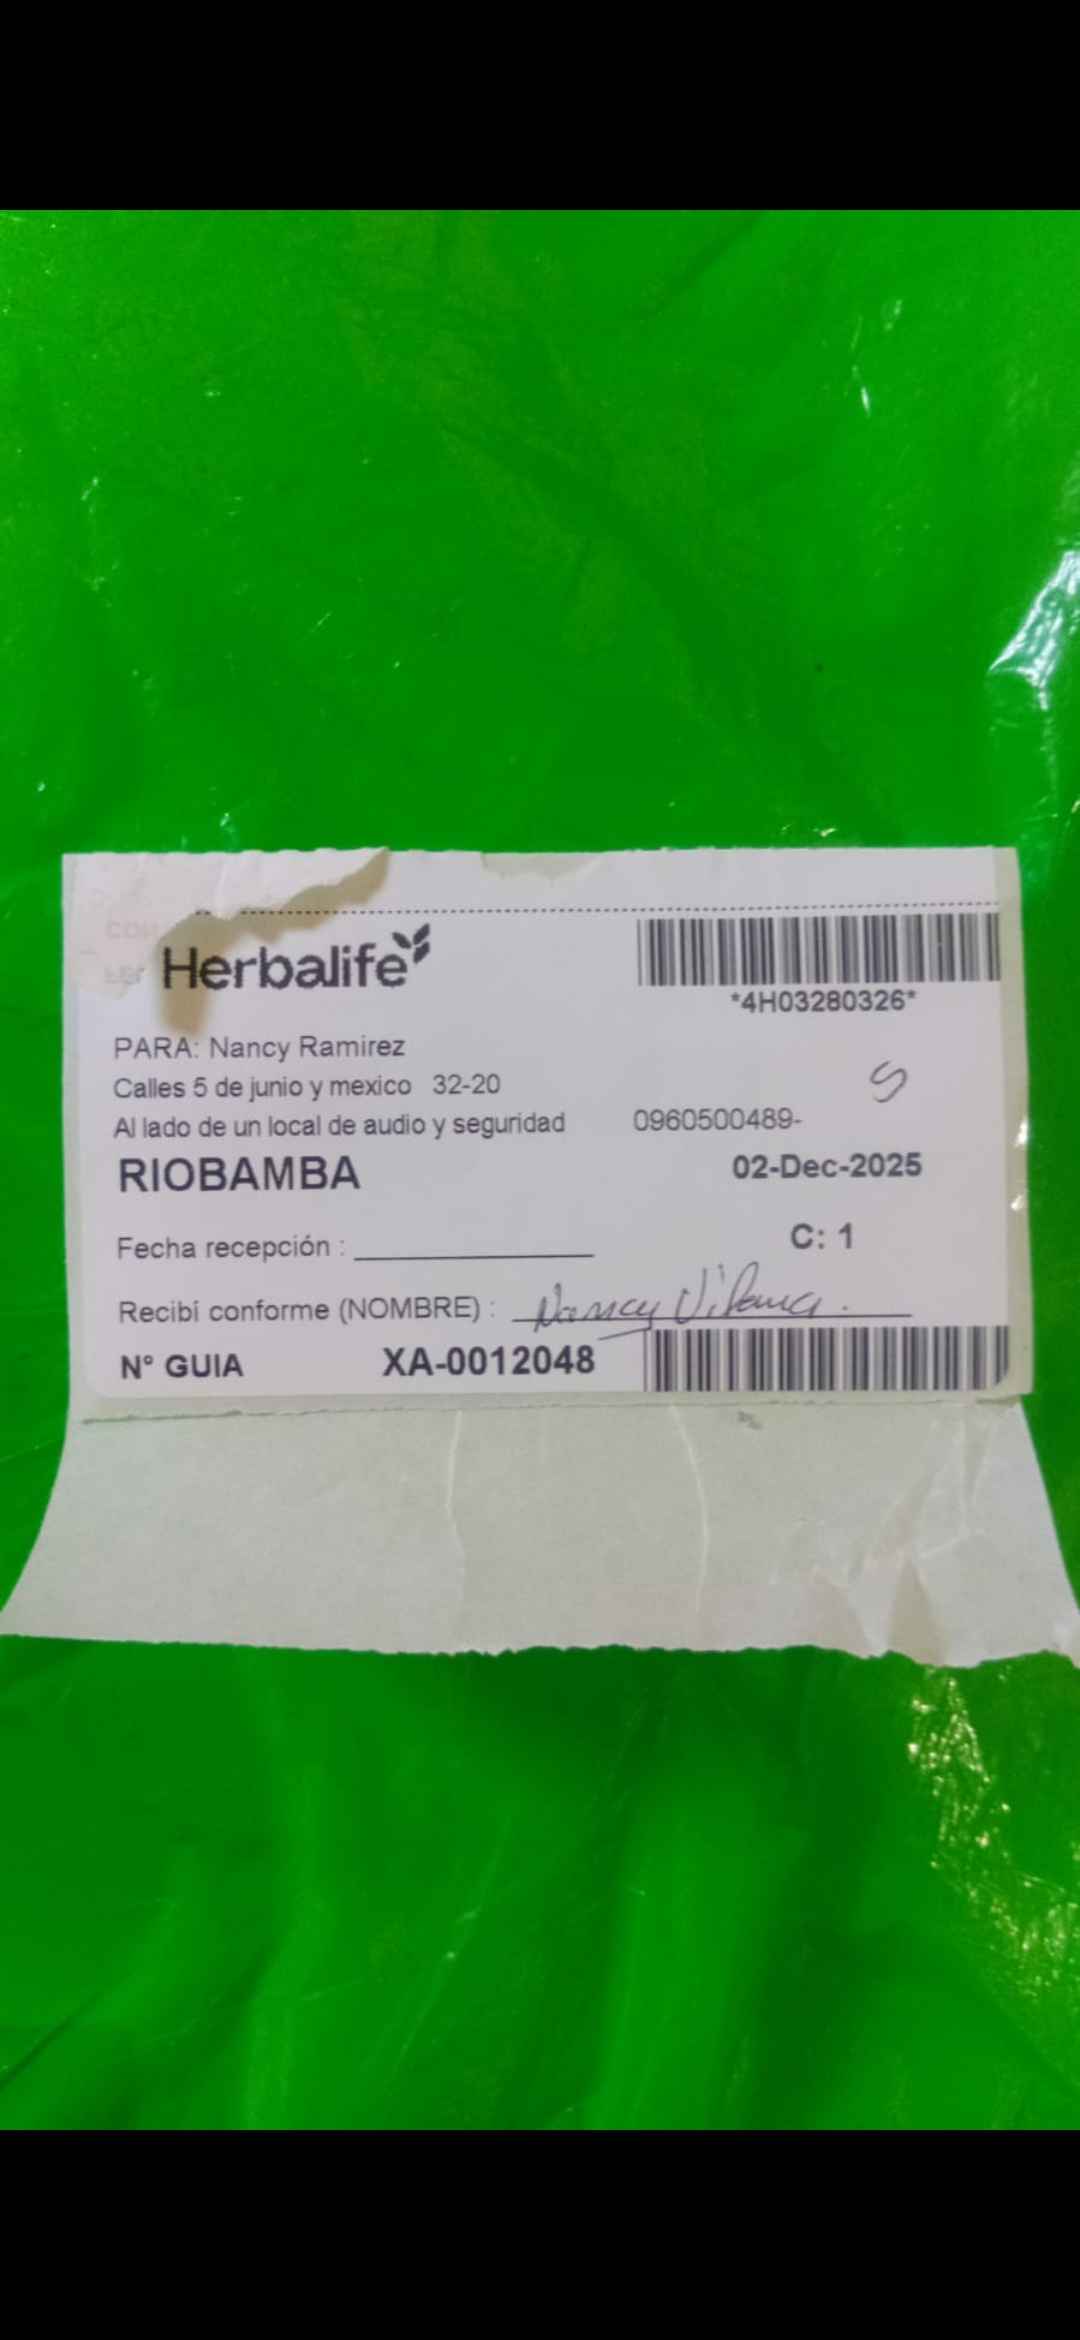 Herbalife
*4H03280326*
PARA: Nancy Ramirez
Calles 5 de junio y mexico 32-20
Al lado de un local de audio y seguridad 0960500489-
RIOBAMBA 02-Dec-2025
Fecha recepción :
C: 1
Recibí conforme (NOMBRE) : Nancy
N° GUIA XA-0012048